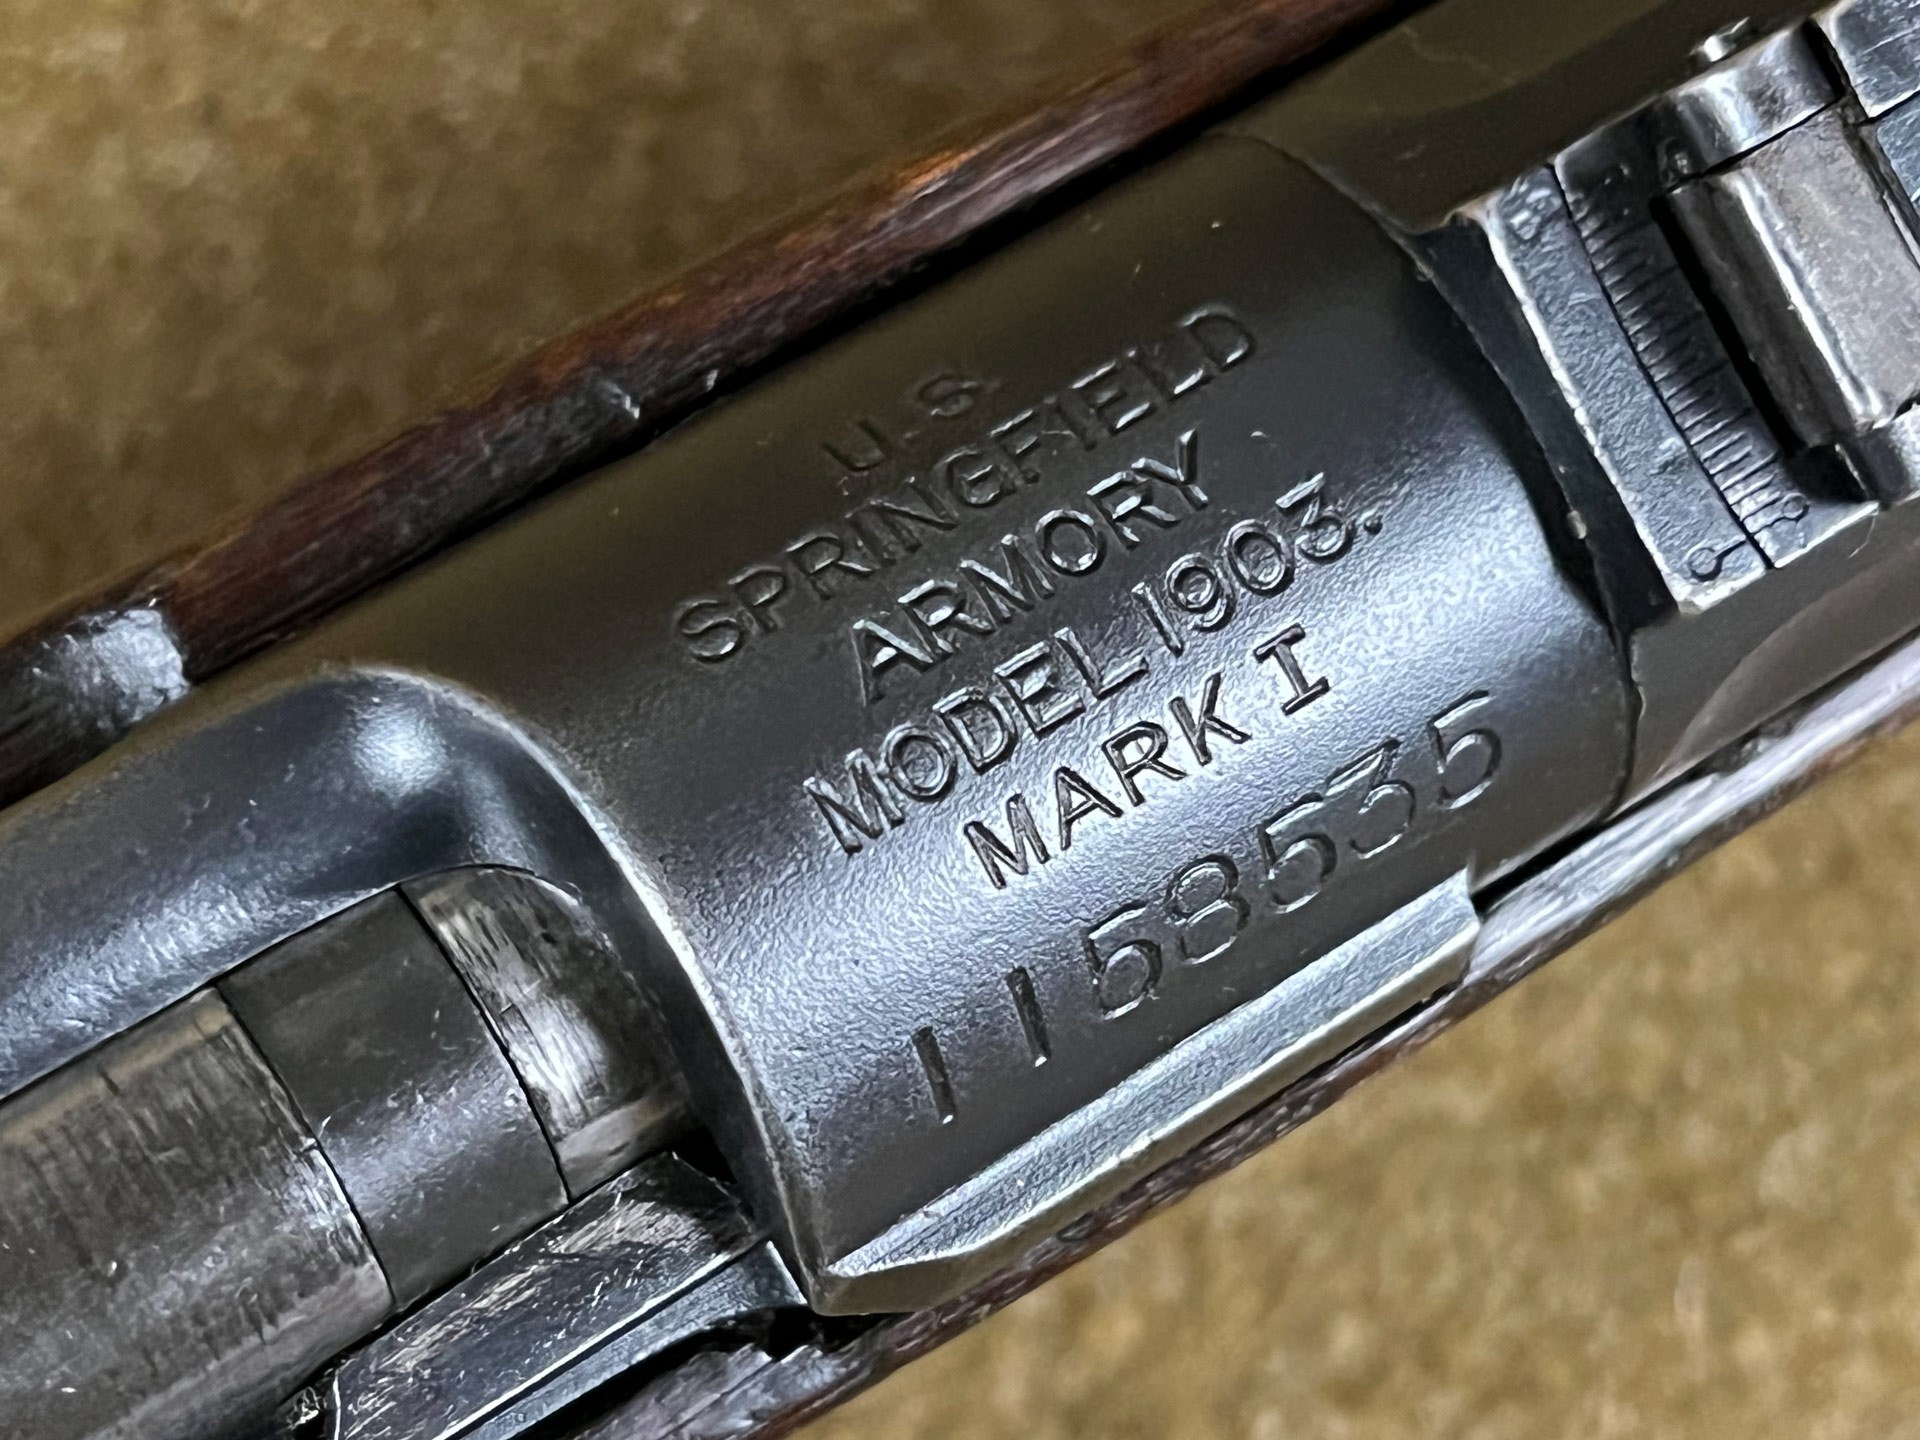 U.S.
SPRINGFIELD
ARMORY
MODEL 1903.
MARK I
1158535